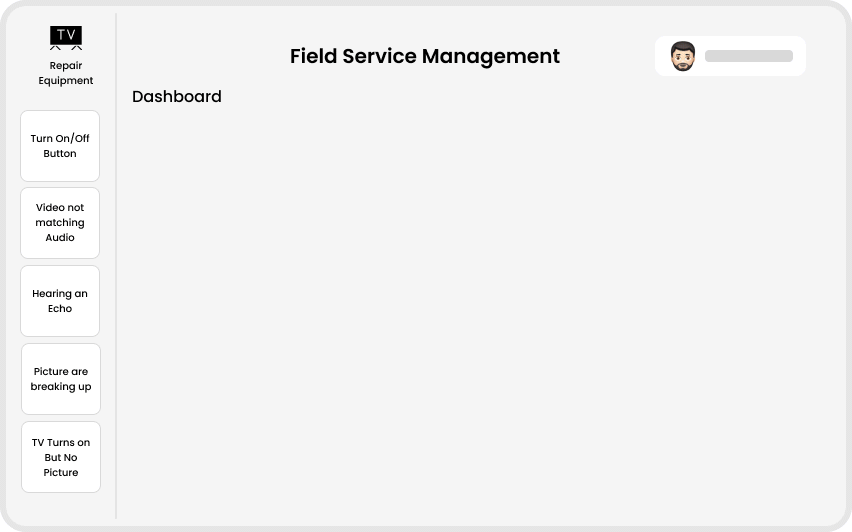 TV
Repair
Equipment
Field Service Management
Dashboard
Turn On/Off
Button
Video not
matching
Audio
Hearing an
Echo
Picture are
breaking up
TV Turns on
But No
Picture